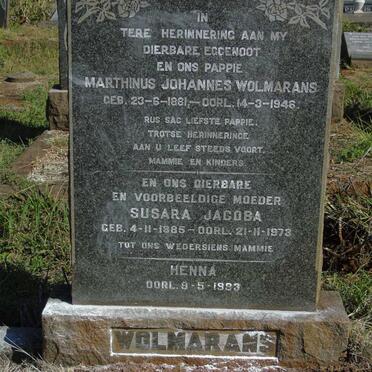 IN
TERE HERINNERING AAN MY
DIERBARE EGGENOOT
EN ONS PAPPIE
MARTHINUS JOHANNES WOLMARANS
GEB. 23-6-1881,—OORL. 14-3-1946.
RUS SAG LIEFSTE PAPPIE.
TROTSE HERINNERINGE
AAN U LEEF STEEDS VOORT.
MAMMIE EN KINDERS
EN ONS DIERBARE
EN VOORBEELDIGE MOEDER
SUSARA JACOBA
GEB. 4-11-1885-OORL. 21-11-1973
TOT ONS WEDERSIENS MAMMIE
HENNA
OORL. 9-5-1993
WOLMARANS